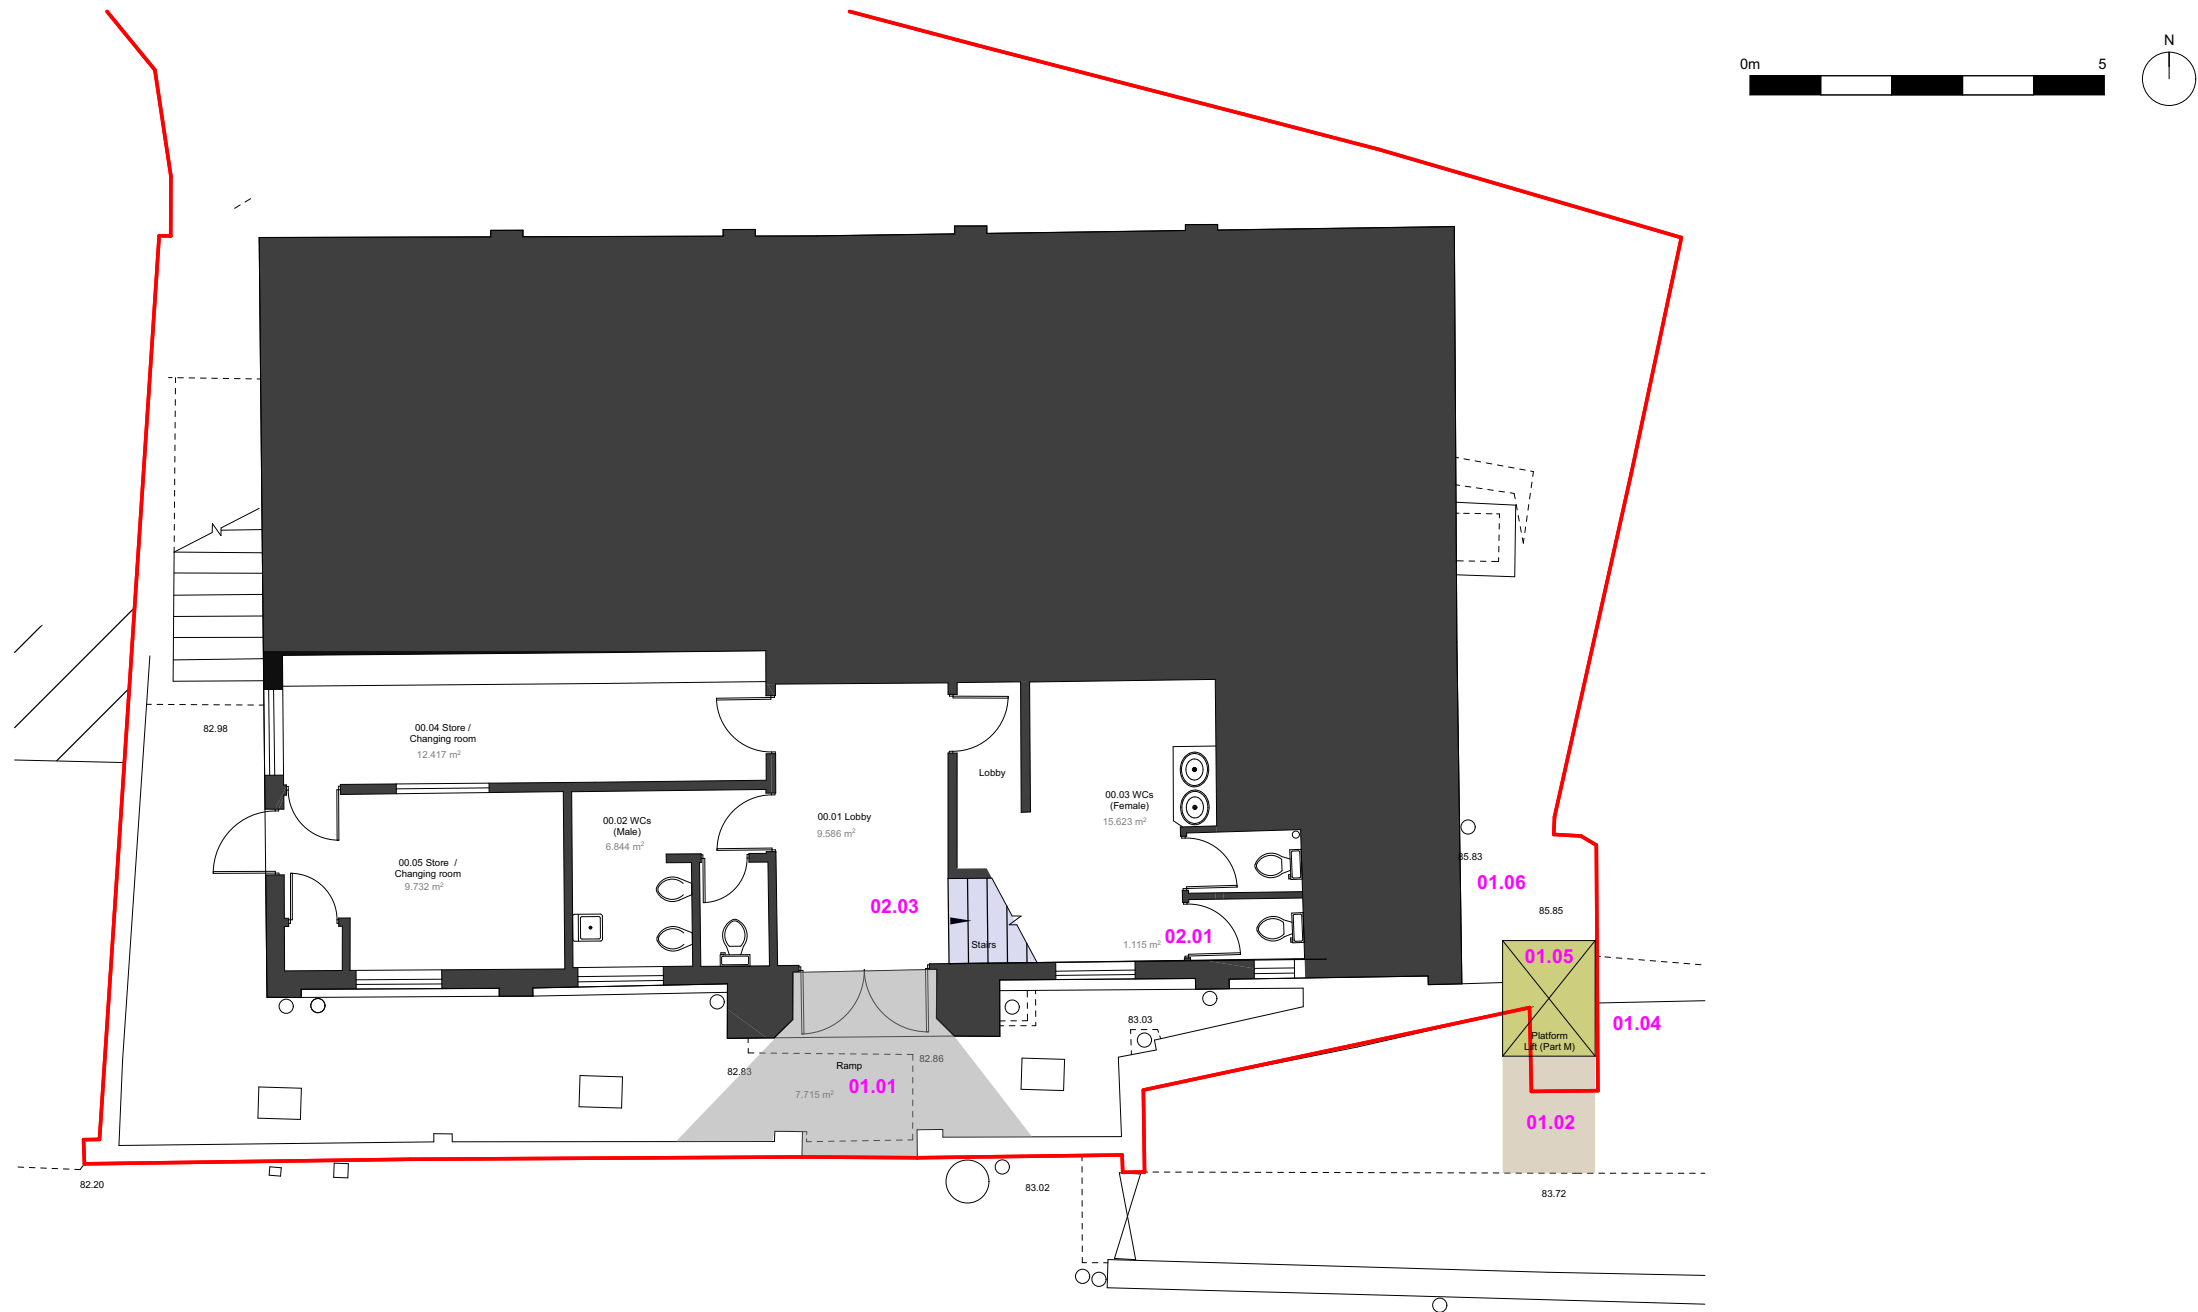 N
0m
5
82.98
00.04 Store /
Changing room
12.417 m²
Lobby
00.03 WCs
(Female)
15.623 m²
00.02 WCs
(Male)
6.844 m²
00.01 Lobby
9.586 m²
00.05 Store /
Changing room
9.732 m²
85.83
01.06
02.03
85.85
Stairs
1.115 m²
02.01
01.05
83.03
01.04
Platform
Lift (Part M)
82.83
Ramp
82.86
01.01
7.715 m²
01.02
82.20
83.02
83.72